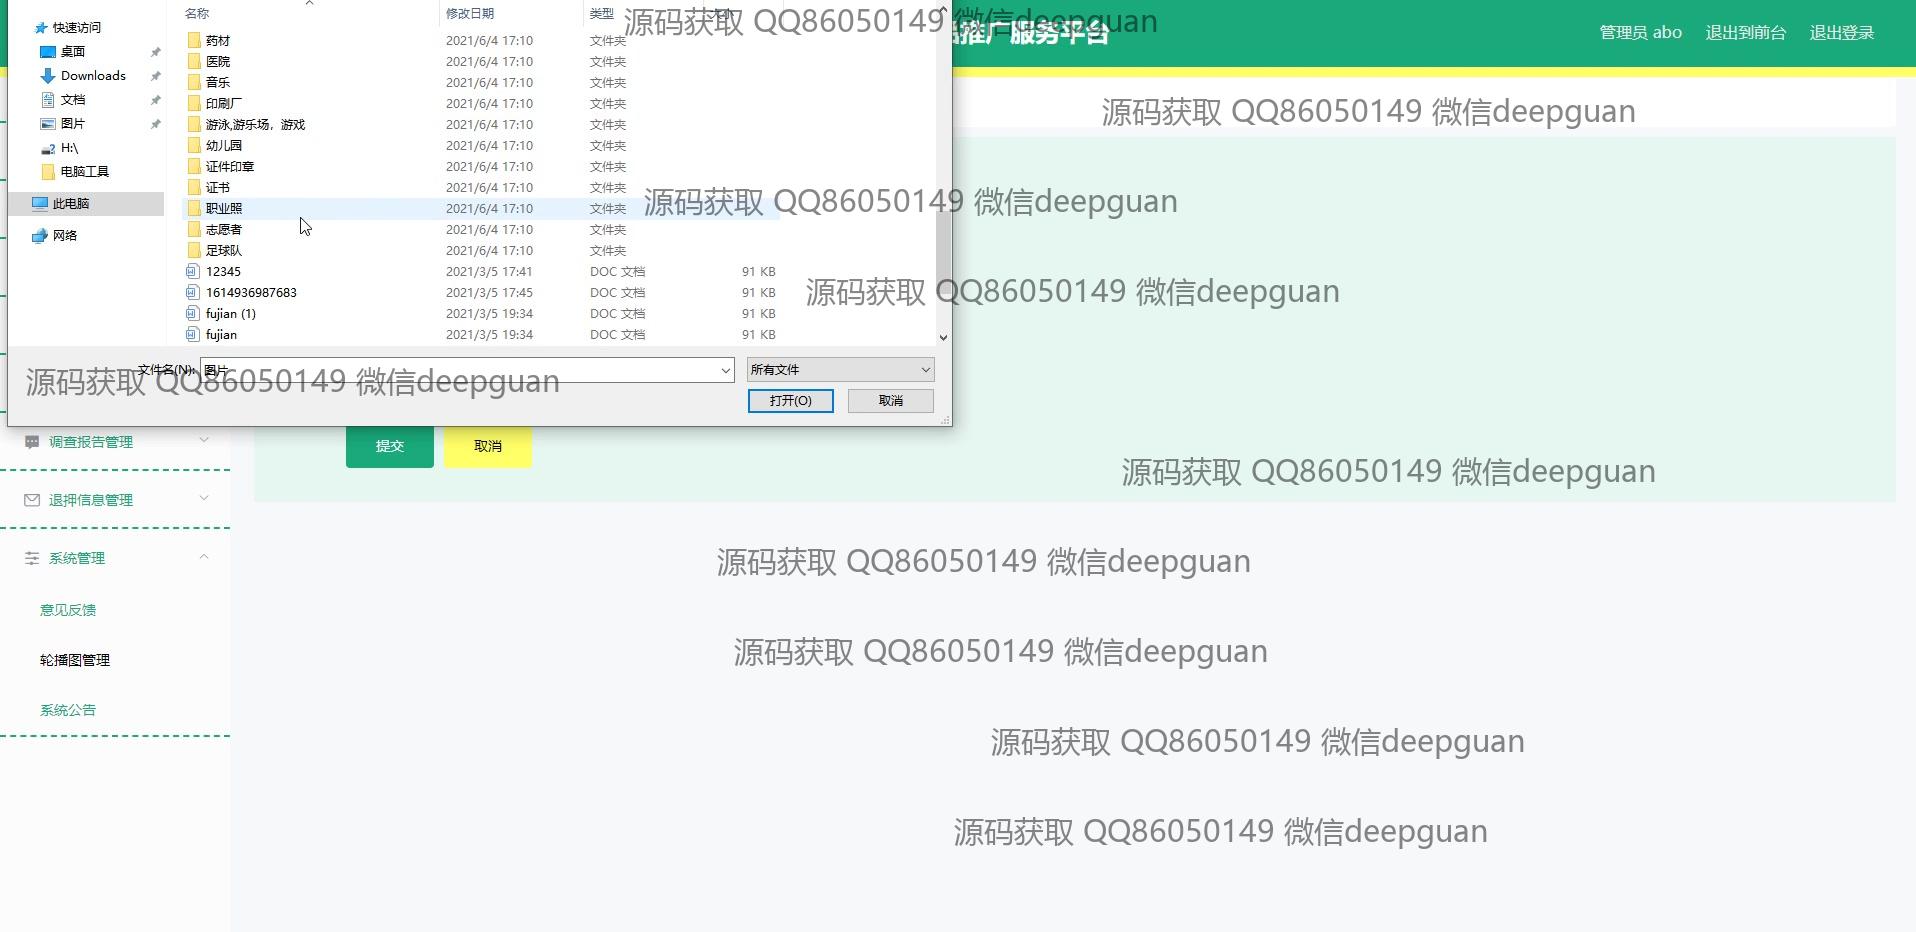 名称 修改日期 类型 大小
快速访问
桌面
Downloads
文档
图片
H:\
电脑工具
此电脑
网络
药材 2021/6/4 17:10 文件夹
医院 2021/6/4 17:10 文件夹
音乐 2021/6/4 17:10 文件夹
印刷厂 2021/6/4 17:10 文件夹
游泳,游乐场，游戏 2021/6/4 17:10 文件夹
幼儿园 2021/6/4 17:10 文件夹
证件印章 2021/6/4 17:10 文件夹
证书 2021/6/4 17:10 文件夹
职业照 2021/6/4 17:10 文件夹
志愿者 2021/6/4 17:10 文件夹
足球队 2021/6/4 17:10 文件夹
12345 2021/3/5 17:41 DOC 文档 91 KB
1614936987683 2021/3/5 17:45 DOC 文档 91 KB
fujian (1) 2021/3/5 19:34 DOC 文档 91 KB
fujian 2021/3/5 19:34 DOC 文档 91 KB
文件名(N): 图片 所有文件
打开(O) 取消
推广服务平台
管理员 abo 退出到前台 退出登录
提交 取消
调查报告管理
退押信息管理
系统管理
意见反馈
轮播图管理
系统公告
源码获取 QQ86050149 微信deepguan
源码获取 QQ86050149 微信deepguan
源码获取 QQ86050149 微信deepguan
源码获取 QQ86050149 微信deepguan
源码获取 QQ86050149 微信deepguan
源码获取 QQ86050149 微信deepguan
源码获取 QQ86050149 微信deepguan
源码获取 QQ86050149 微信deepguan
源码获取 QQ86050149 微信deepguan
源码获取 QQ86050149 微信deepguan